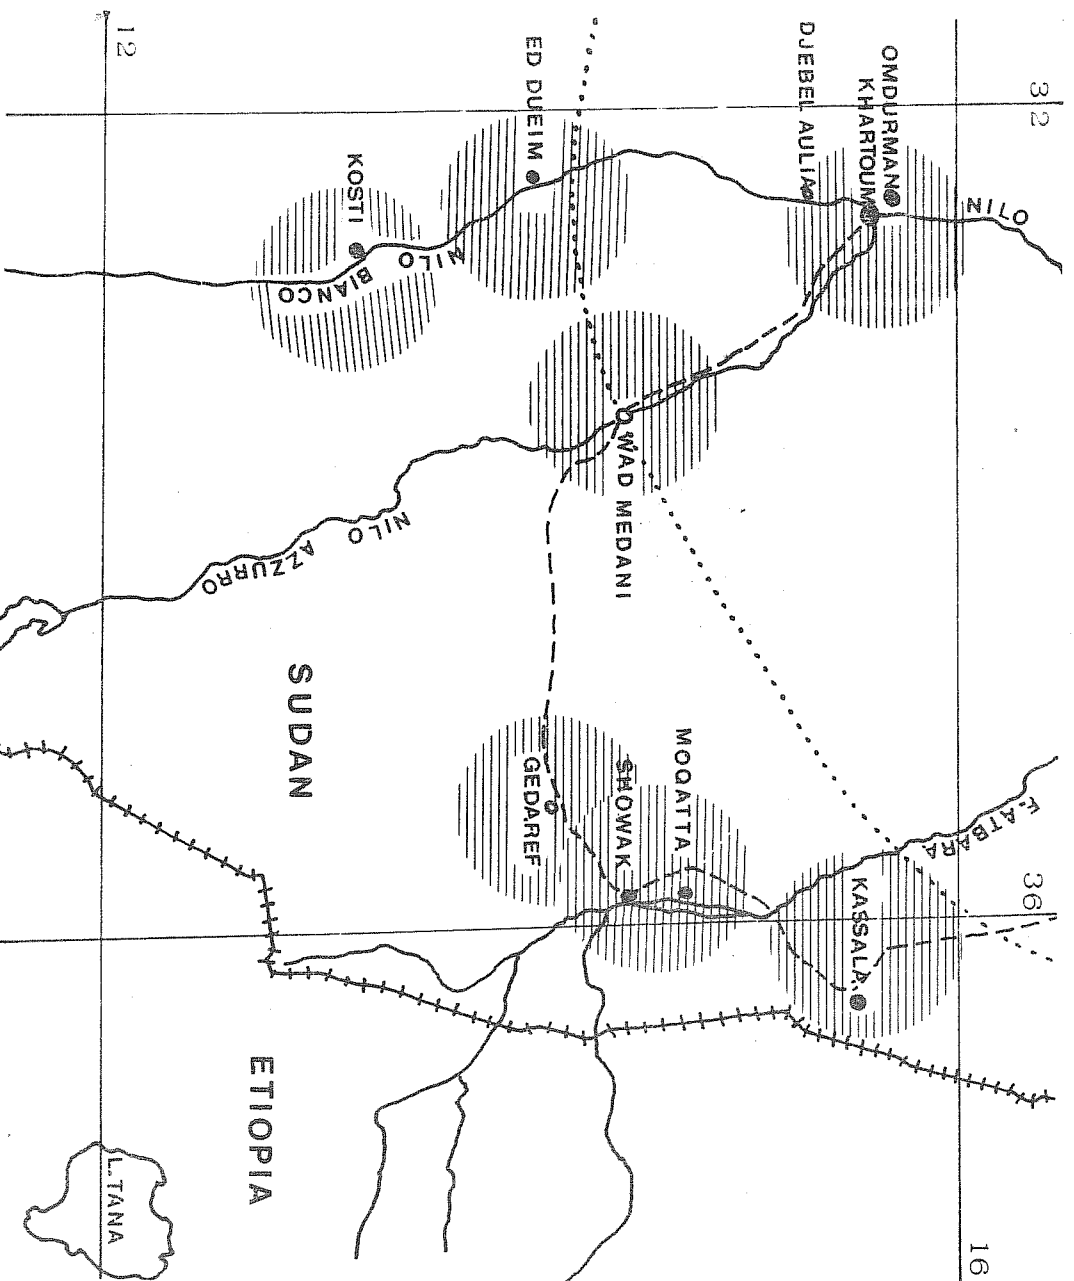 32
36
16
NILO
OMDURMAN
KHARTOUM
DJEBEL AULIA
ED DUEIM
KOSTI
NILO
BIANCO
WAD MEDANI
NILO
AZZURRO
F. ATBARA
KASSALA
MOQATTA
SHOWAK
GEDAREF
SUDAN
ETIOPIA
L. TANA
12